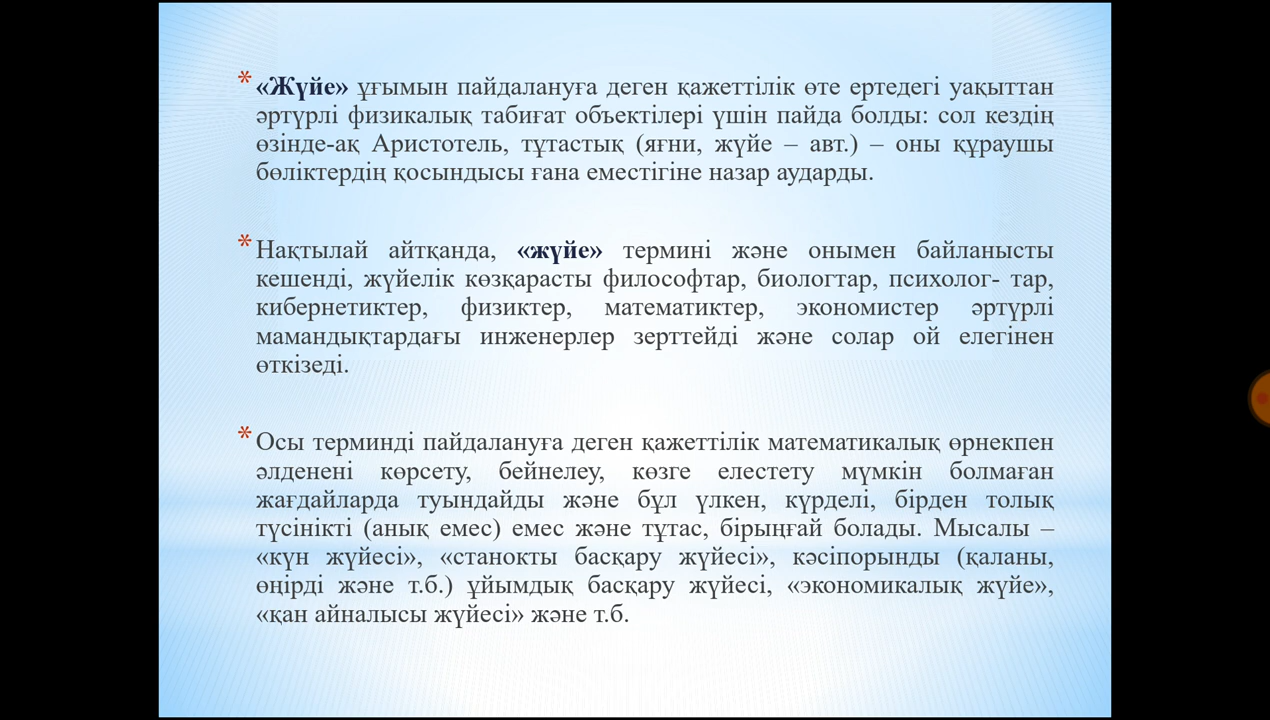 * «Жүйе» ұғымын пайдалануға деген қажеттілік өте ертедегі уақыттан
әртүрлі физикалық табиғат объектілері үшін пайда болды: сол кездің
өзінде-ақ Аристотель, тұтастық (яғни, жүйе – авт.) – оны құраушы
бөліктердің қосындысы ғана еместігіне назар аударды.
* Нақтылай айтқанда, «жүйе» термині және онымен байланысты
кешенді, жүйелік көзқарасты философтар, биологтар, психолог- тар,
кибернетиктер, физиктер, математиктер, экономистер әртүрлі
мамандықтардағы инженерлер зерттейді және солар ой елегінен
өткізеді.
* Осы терминді пайдалануға деген қажеттілік математикалық өрнекпен
әлденені көрсету, бейнелеу, көзге елестету мүмкін болмаған
жағдайларда туындайды және бұл үлкен, күрделі, бірден толық
түсінікті (анық емес) емес және тұтас, бірыңғай болады. Мысалы –
«күн жүйесі», «станокты басқару жүйесі», кәсіпорынды (қаланы,
өңірді және т.б.) ұйымдық басқару жүйесі, «экономикалық жүйе»,
«қан айналысы жүйесі» және т.б.